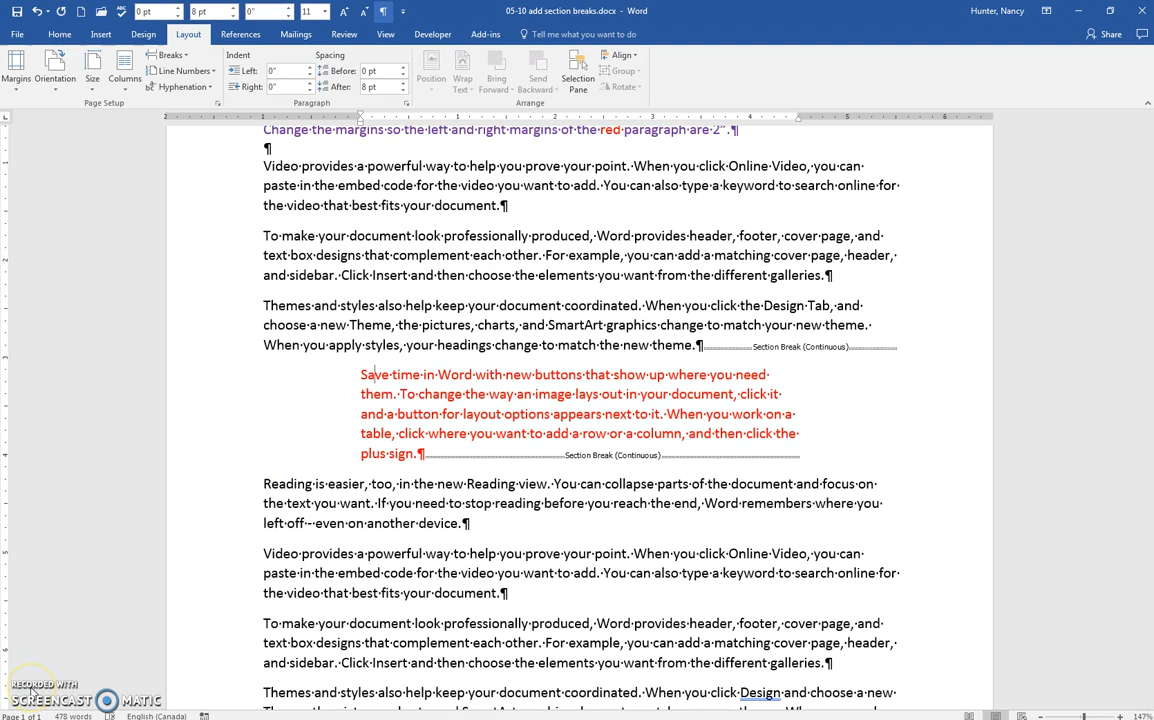 0 pt 8 pt 0" 11 05-10 add section breaks.docx - Word Hunter, Nancy
File Home Insert Design Layout References Mailings Review View Developer Add-ins Tell me what you want to do Share
Breaks Indent Spacing Align
Line Numbers Left: 0" Before: 0 pt Group
Hyphenation Right: 0" After: 8 pt Rotate
Margins Orientation Size Columns Position Wrap Text Bring Forward Send Backward Selection Pane
Page Setup Paragraph Arrange
2 1 1 2 3 4 5 6
Change·the·margins·so·the·left·and·right·margins·of·the·red·paragraph·are·2”.¶
¶
Video·provides·a·powerful·way·to·help·you·prove·your·point.·When·you·click·Online·Video,·you·can·
paste·in·the·embed·code·for·the·video·you·want·to·add.·You·can·also·type·a·keyword·to·search·online·for·
the·video·that·best·fits·your·document.¶
To·make·your·document·look·professionally·produced,·Word·provides·header,·footer,·cover·page,·and·
text·box·designs·that·complement·each·other.·For·example,·you·can·add·a·matching·cover·page,·header,·
and·sidebar.·Click·Insert·and·then·choose·the·elements·you·want·from·the·different·galleries.¶
Themes·and·styles·also·help·keep·your·document·coordinated.·When·you·click·the·Design·Tab,·and·
choose·a·new·Theme,·the·pictures,·charts,·and·SmartArt·graphics·change·to·match·your·new·theme.·
When·you·apply·styles,·your·headings·change·to·match·the·new·theme.¶ Section Break (Continuous)
Save·time·in·Word·with·new·buttons·that·show·up·where·you·need·
them.·To·change·the·way·an·image·lays·out·in·your·document,·click·it·
and·a·button·for·layout·options·appears·next·to·it.·When·you·work·on·a·
table,·click·where·you·want·to·add·a·row·or·a·column,·and·then·click·the·
plus·sign.¶ Section Break (Continuous)
Reading·is·easier,·too,·in·the·new·Reading·view.·You·can·collapse·parts·of·the·document·and·focus·on·
the·text·you·want.·If·you·need·to·stop·reading·before·you·reach·the·end,·Word·remembers·where·you·
left·off·-·even·on·another·device.¶
Video·provides·a·powerful·way·to·help·you·prove·your·point.·When·you·click·Online·Video,·you·can·
paste·in·the·embed·code·for·the·video·you·want·to·add.·You·can·also·type·a·keyword·to·search·online·for·
the·video·that·best·fits·your·document.¶
To·make·your·document·look·professionally·produced,·Word·provides·header,·footer,·cover·page,·and·
text·box·designs·that·complement·each·other.·For·example,·you·can·add·a·matching·cover·page,·header,·
and·sidebar.·Click·Insert·and·then·choose·the·elements·you·want·from·the·different·galleries.¶
Themes·and·styles·also·help·keep·your·document·coordinated.·When·you·click·Design·and·choose·a·new·
RECORDED WITH
SCREENCAST MATIC
Page 1 of 1 478 words English (Canada) 147%